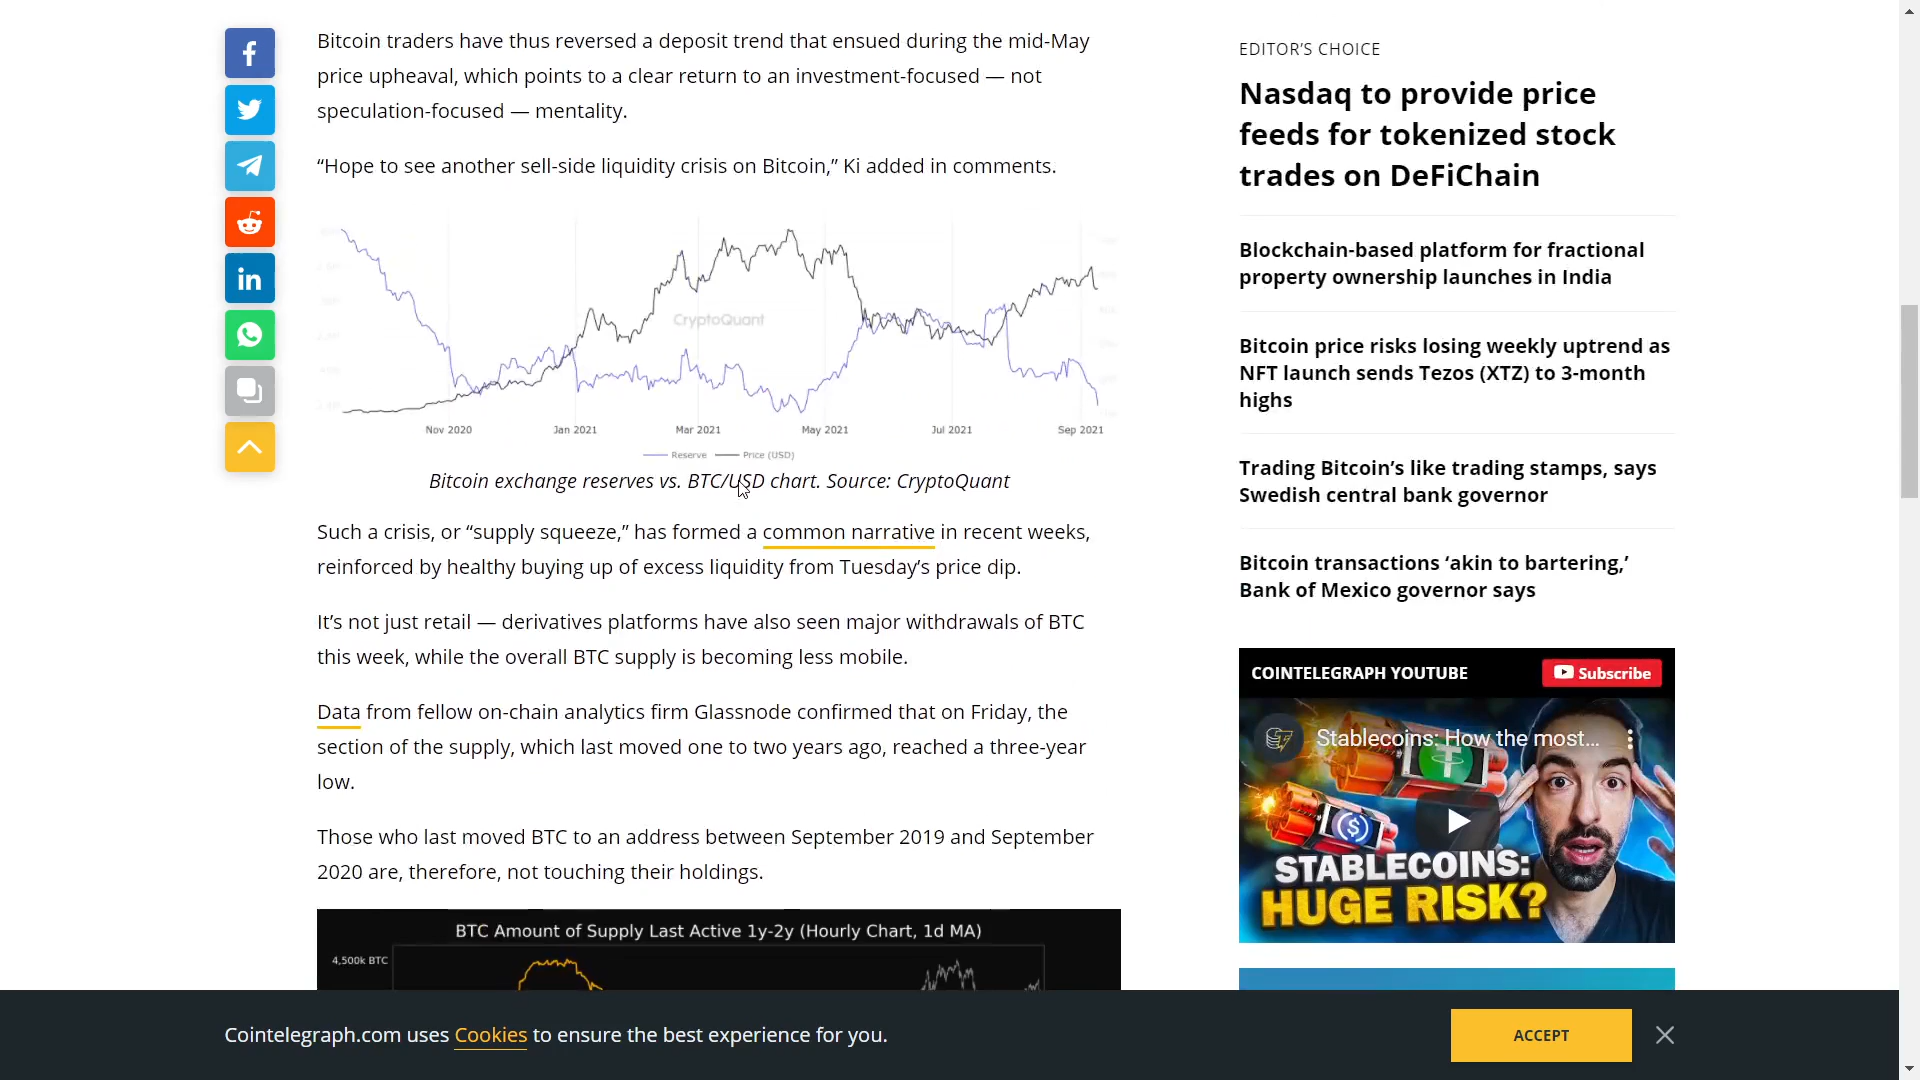 Bitcoin traders have thus reversed a deposit trend that ensued during the mid-May
price upheaval, which points to a clear return to an investment-focused — not
speculation-focused — mentality.
“Hope to see another sell-side liquidity crisis on Bitcoin,” Ki added in comments.
CryptoQuant
Nov 2020 Jan 2021 Mar 2021 May 2021 Jul 2021 Sep 2021
Reserve Price (USD)
Bitcoin exchange reserves vs. BTC/USD chart. Source: CryptoQuant
Such a crisis, or “supply squeeze,” has formed a common narrative in recent weeks,
reinforced by healthy buying up of excess liquidity from Tuesday’s price dip.
It’s not just retail — derivatives platforms have also seen major withdrawals of BTC
this week, while the overall BTC supply is becoming less mobile.
Data from fellow on-chain analytics firm Glassnode confirmed that on Friday, the
section of the supply, which last moved one to two years ago, reached a three-year
low.
Those who last moved BTC to an address between September 2019 and September
2020 are, therefore, not touching their holdings.
BTC Amount of Supply Last Active 1y-2y (Hourly Chart, 1d MA)
4,500k BTC
EDITOR’S CHOICE
Nasdaq to provide price
feeds for tokenized stock
trades on DeFiChain
Blockchain-based platform for fractional
property ownership launches in India
Bitcoin price risks losing weekly uptrend as
NFT launch sends Tezos (XTZ) to 3-month
highs
Trading Bitcoin’s like trading stamps, says
Swedish central bank governor
Bitcoin transactions ‘akin to bartering,’
Bank of Mexico governor says
COINTELEGRAPH YOUTUBE
Subscribe
Stablecoins: How the most...
STABLECOINS:
HUGE RISK?
Cointelegraph.com uses Cookies to ensure the best experience for you.
ACCEPT